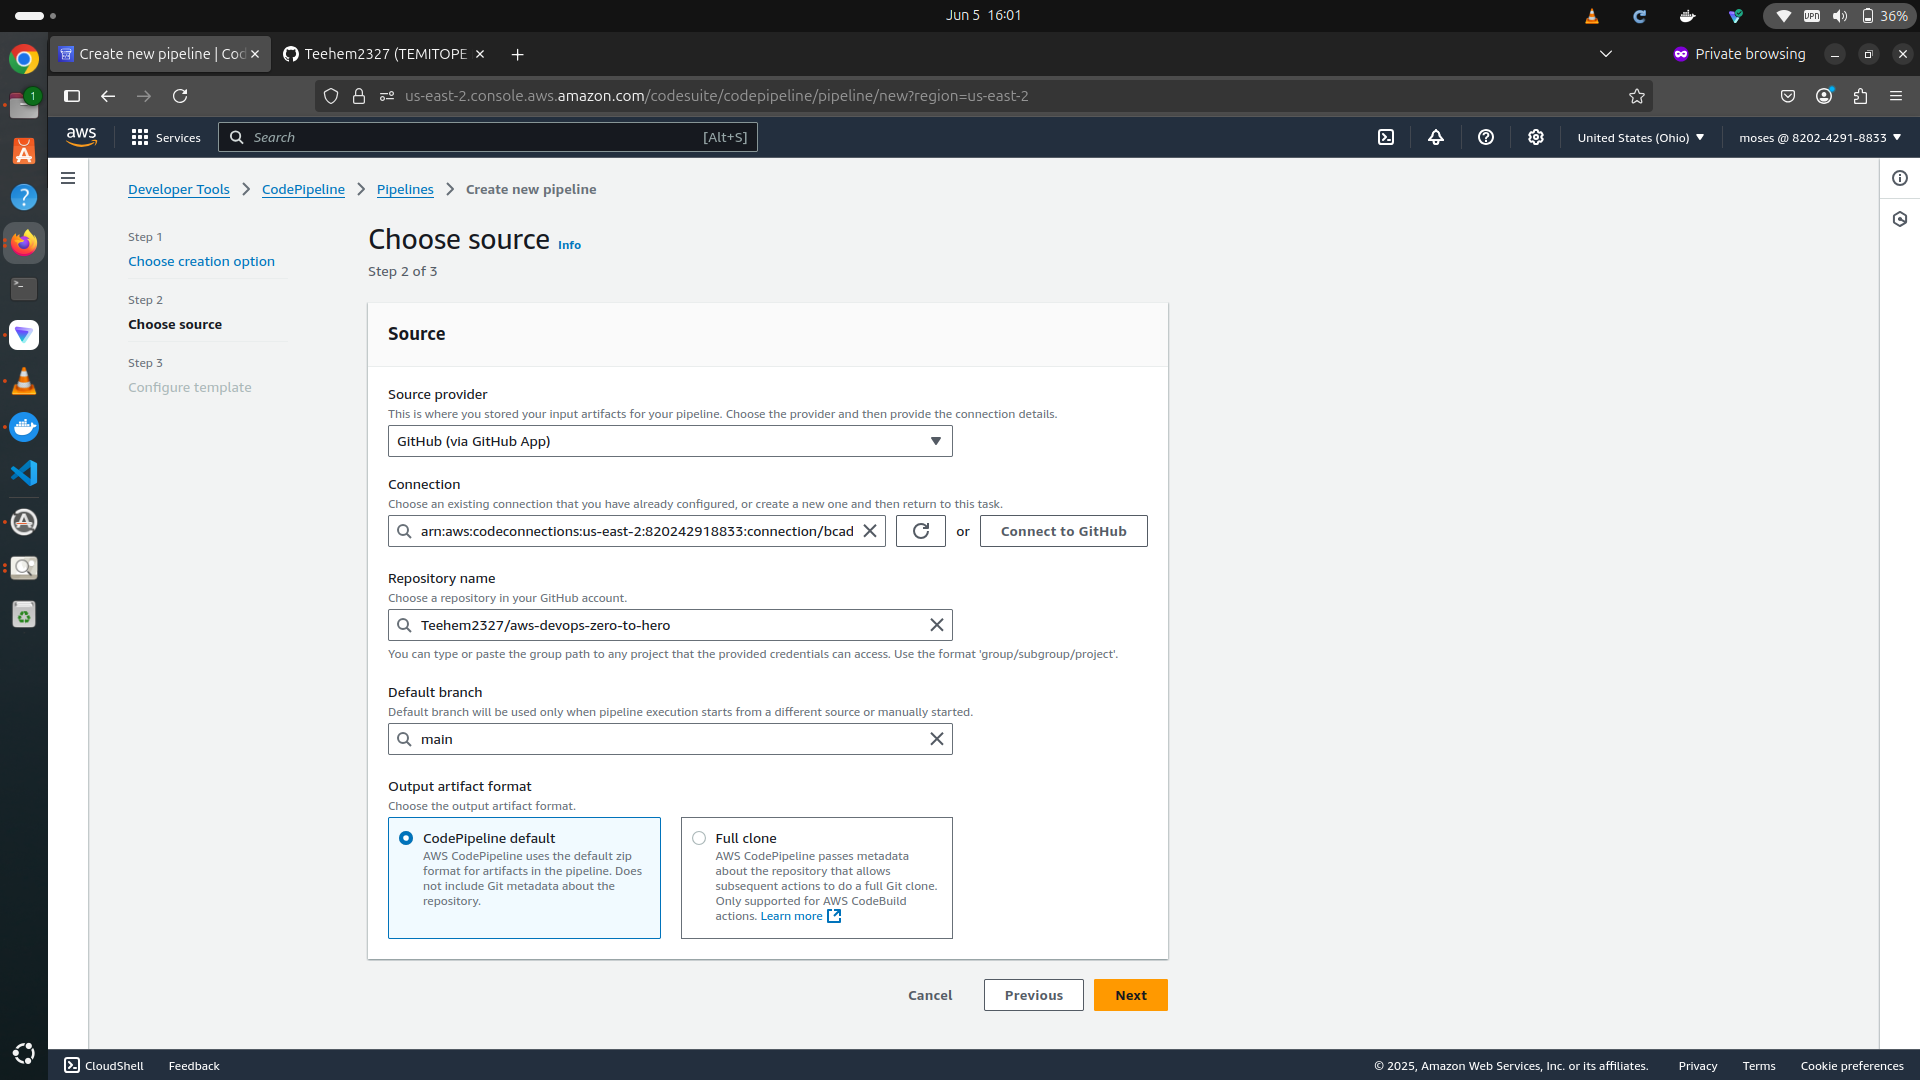 Jun 5 16:01
VPN
36%
1
Create new pipeline | Cod
Teehem2327 (TEMITOPE
Private browsing
us-east-2.console.aws.amazon.com/codesuite/codepipeline/pipeline/new?region=us-east-2
aws
Services
Search
[Alt+S]
United States (Ohio)
moses @ 8202-4291-8833
Developer Tools
CodePipeline
Pipelines
Create new pipeline
Step 1
Choose creation option
Step 2
Choose source
Step 3
Configure template
Choose source
Info
Step 2 of 3
Source
Source provider
This is where you stored your input artifacts for your pipeline. Choose the provider and then provide the connection details.
GitHub (via GitHub App)
Connection
Choose an existing connection that you have already configured, or create a new one and then return to this task.
arn:aws:codeconnections:us-east-2:820242918833:connection/bcad
or
Connect to GitHub
Repository name
Choose a repository in your GitHub account.
Teehem2327/aws-devops-zero-to-hero
You can type or paste the group path to any project that the provided credentials can access. Use the format 'group/subgroup/project'.
Default branch
Default branch will be used only when pipeline execution starts from a different source or manually started.
main
Output artifact format
Choose the output artifact format.
CodePipeline default
AWS CodePipeline uses the default zip
format for artifacts in the pipeline. Does
not include Git metadata about the
repository.
Full clone
AWS CodePipeline passes metadata
about the repository that allows
subsequent actions to do a full Git clone.
Only supported for AWS CodeBuild
actions. Learn more
Cancel
Previous
Next
CloudShell
Feedback
© 2025, Amazon Web Services, Inc. or its affiliates.
Privacy
Terms
Cookie preferences